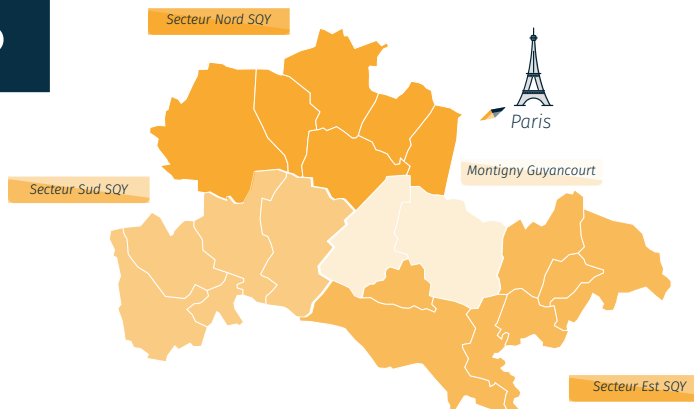 Secteur Nord SQY
Paris
Montigny Guyancourt
Secteur Sud SQY
Secteur Est SQY